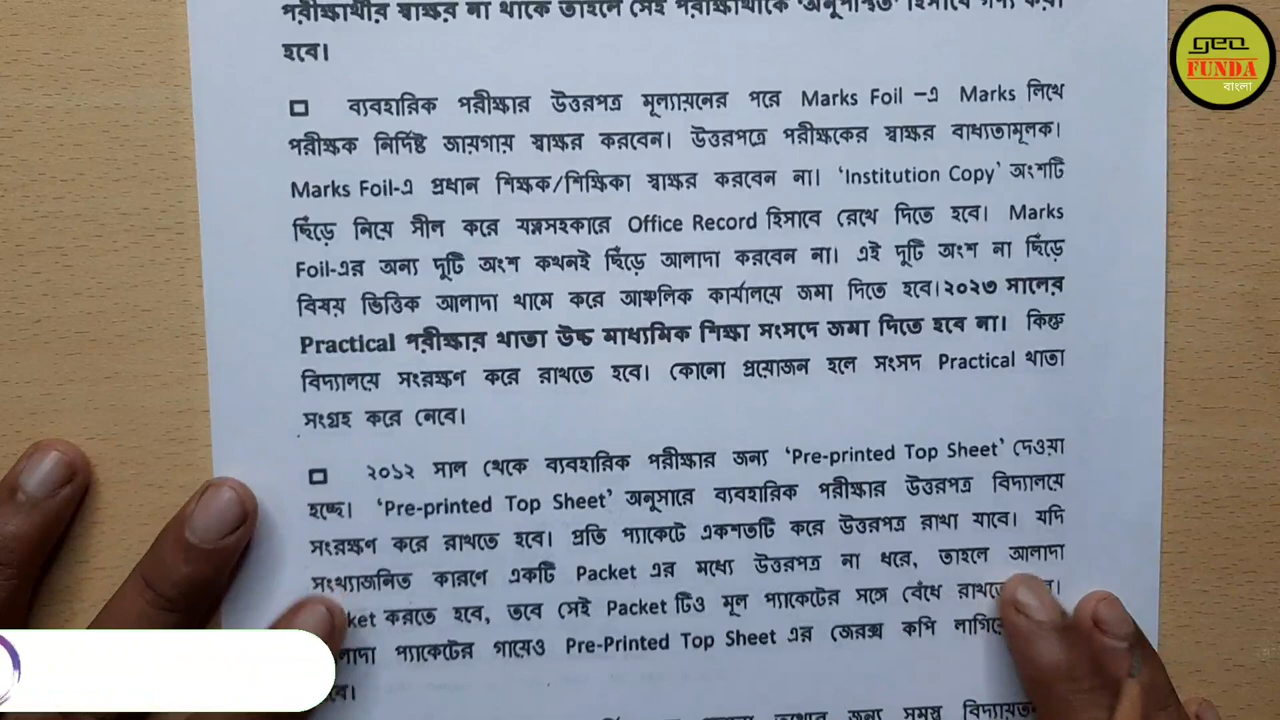 পরীক্ষার্থীর স্বাক্ষর না থাকে তাহলে সেই পরীক্ষার্থীকে 'অনুপস্থিত' হিসাবে গণ্য করা
হবে।
ব্যবহারিক পরীক্ষার উত্তরপত্র মূল্যায়নের পরে Marks Foil –এ Marks লিখে
পরীক্ষক নির্দিষ্ট জায়গায় স্বাক্ষর করবেন। উত্তরপত্রে পরীক্ষকের স্বাক্ষর বাধ্যতামূলক।
Marks Foil-এ প্রধান শিক্ষক/শিক্ষিকা স্বাক্ষর করবেন না। 'Institution Copy' অংশটি
ছিঁড়ে নিয়ে সীল করে যত্নসহকারে Office Record হিসাবে রেখে দিতে হবে। Marks
Foil-এর অন্য দুটি অংশ কখনই ছিঁড়ে আলাদা করবেন না। এই দুটি অংশ না ছিঁড়ে
বিষয় ভিত্তিক আলাদা খামে করে আঞ্চলিক কার্যালয়ে জমা দিতে হবে।২০২৩ সালের
Practical পরীক্ষার খাতা উচ্চ মাধ্যমিক শিক্ষা সংসদে জমা দিতে হবে না। কিন্তু
বিদ্যালয়ে সংরক্ষণ করে রাখতে হবে। কোনো প্রয়োজন হলে সংসদ Practical খাতা
সংগ্রহ করে নেবে।
২০১২ সাল থেকে ব্যবহারিক পরীক্ষার জন্য 'Pre-printed Top Sheet' দেওয়া
হচ্ছে। 'Pre-printed Top Sheet' অনুসারে ব্যবহারিক পরীক্ষার উত্তরপত্র বিদ্যালয়ে
সংরক্ষণ করে রাখতে হবে। প্রতি প্যাকেটে একশতটি করে উত্তরপত্র রাখা যাবে। যদি
সংখ্যাজনিত কারণে একটি Packet এর মধ্যে উত্তরপত্র না ধরে, তাহলে আলাদা
ket করতে হবে, তবে সেই Packet টিও মূল প্যাকেটের সঙ্গে বেঁধে রাখতে
প্যাকেটের গায়েও Pre-Printed Top Sheet এর জেরক্স কপি
জন্য সমস্ত
geo
FUNDA
বাংলা